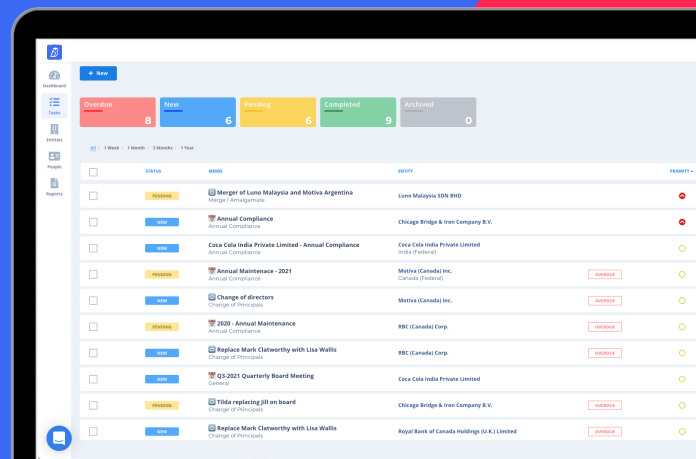 + New
Dashboard
Tasks
Entities
People
Reports
Overdue
8
New
6
Pending
6
Completed
9
Archived
0
All / 1 Week / 1 Month / 3 Months / 1 Year
STATUS MEMO ENTITY PRIORITY
PENDING Merger of Luno Malaysia and Motiva Argentina Luno Malaysia SDN BHD
Merge / Amalgamate
NEW Annual Compliance Chicago Bridge & Iron Company B.V.
Annual Compliance
NEW Coca Cola India Private Limited - Annual Compliance Coca Cola India Private Limited
Annual Compliance India (Federal)
PENDING Annual Maintenace - 2021 Motiva (Canada) Inc. OVERDUE
Annual Compliance Canada (Federal)
NEW Change of directors Motiva (Canada) Inc. OVERDUE
Change of Principals
PENDING 2020 - Annual Maintenance RBC (Canada) Corp. OVERDUE
Annual Compliance
NEW Replace Mark Clatworthy with Lisa Wallis RBC (Canada) Corp. OVERDUE
Change of Principals
NEW Q3-2021 Quarterly Board Meeting Coca Cola India Private Limited
General
PENDING Tilda replacing Jill on board Chicago Bridge & Iron Company B.V. OVERDUE
Change of Principals
NEW Replace Mark Clatworthy with Lisa Wallis Royal Bank of Canada Holdings (U.K.) Limited OVERDUE
Change of Principals